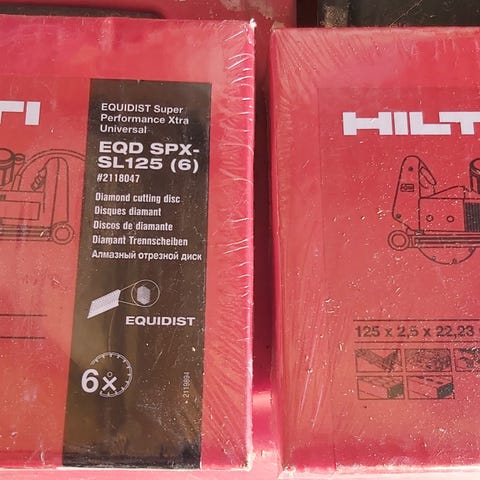 TI
EQUIDIST Super
Performance Xtra
Universal
EQD SPX-
SL125 (6)
#2118047
Diamond cutting disc
Disques diamant
Discos de diamante
Diamant Trennscheiben
Алмазный отрезной диск
EQUIDIST
6x
2119894
HILT
125 x 2,5 x 22,23